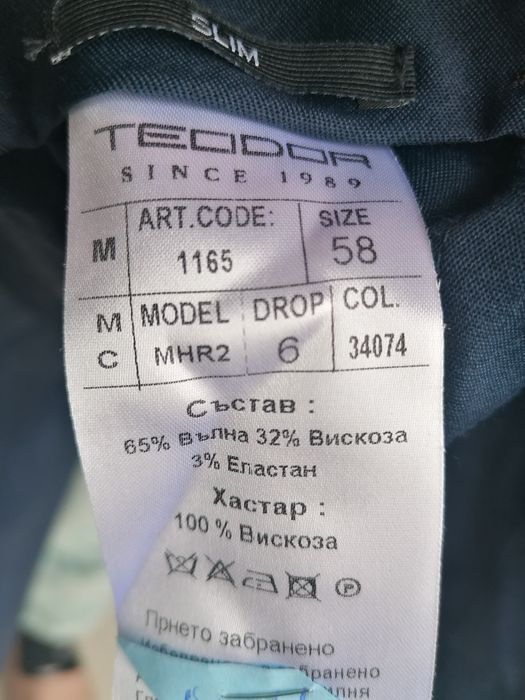 SLIM
TEODOR
SINCE 1989
M ART.CODE: SIZE
1165 58
M MODEL DROP COL.
C MHR2 6 34074
Състав :
65% Вълна 32% Вискоза
3% Еластан
Хастар :
100 % Вискоза
P
Прнето забранено